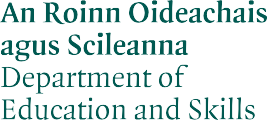 An Roinn Oideachais
agus Scileanna
Department of
Education and Skills